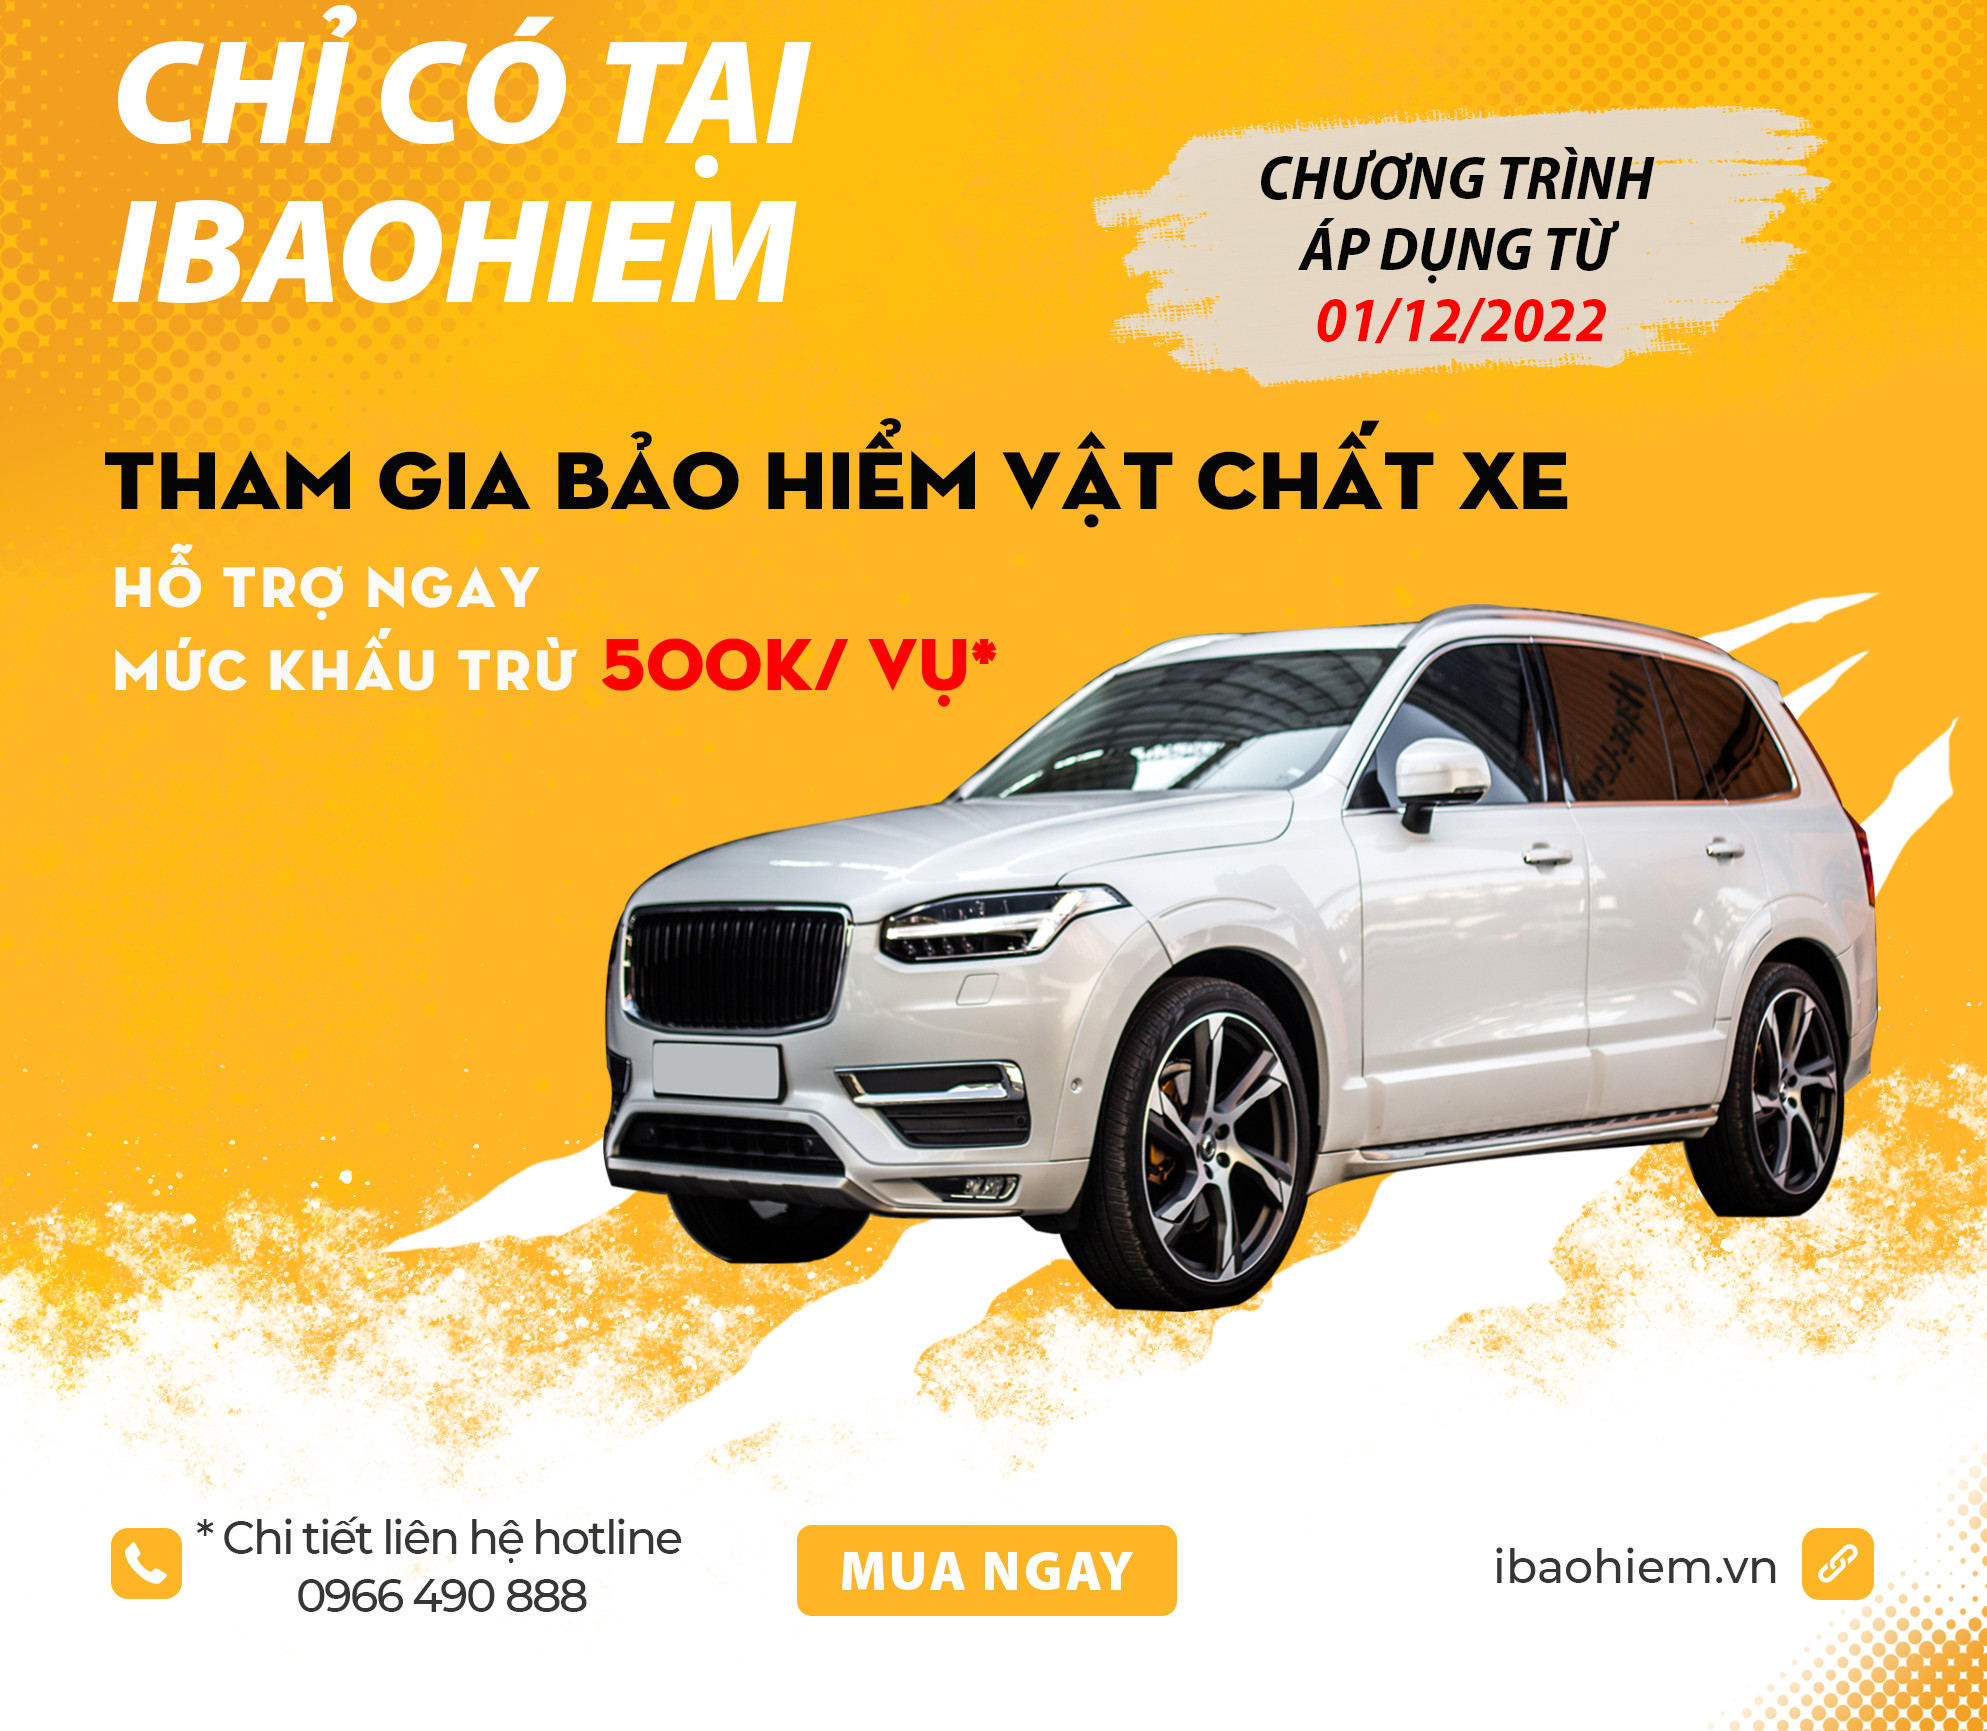 CHỈ CÓ TẠI
IBAOHIEM
CHƯƠNG TRÌNH
ÁP DỤNG TỪ
01/12/2022
THAM GIA BẢO HIỂM VẬT CHẤT XE
HỖ TRỢ NGAY
MỨC KHẤU TRỪ 500K/ VỤ*
* Chi tiết liên hệ hotline
0966 490 888
MUA NGAY
ibaohiem.vn